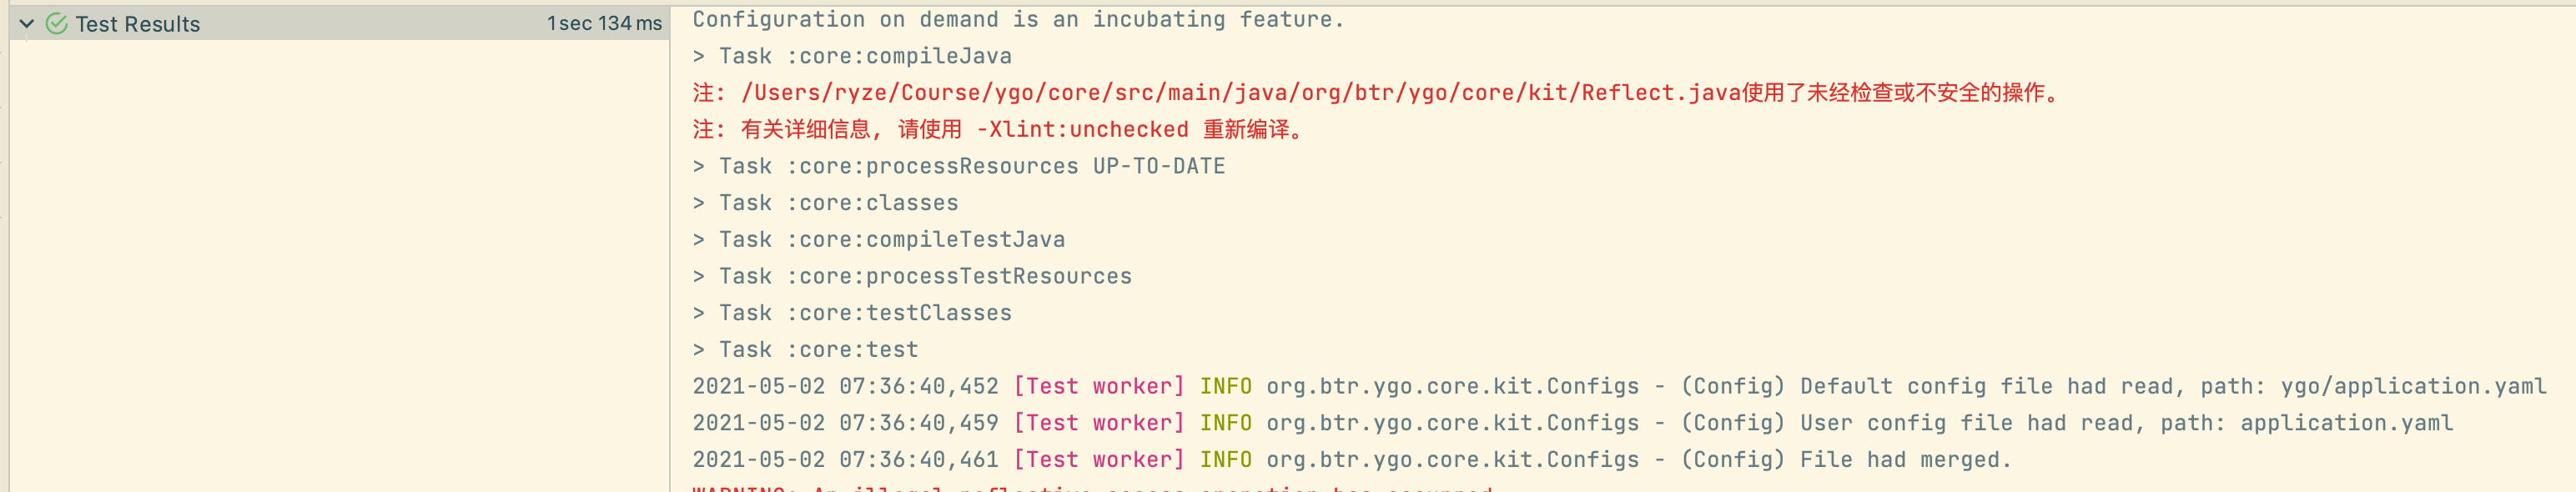 Test Results 1 sec 134 ms
Configuration on demand is an incubating feature.
> Task :core:compileJava
注: /Users/ryze/Course/ygo/core/src/main/java/org/btr/ygo/core/kit/Reflect.java使用了未经检查或不安全的操作。
注: 有关详细信息, 请使用 -Xlint:unchecked 重新编译。
> Task :core:processResources UP-TO-DATE
> Task :core:classes
> Task :core:compileTestJava
> Task :core:processTestResources
> Task :core:testClasses
> Task :core:test
2021-05-02 07:36:40,452 [Test worker] INFO org.btr.ygo.core.kit.Configs - (Config) Default config file had read, path: ygo/application.yaml
2021-05-02 07:36:40,459 [Test worker] INFO org.btr.ygo.core.kit.Configs - (Config) User config file had read, path: application.yaml
2021-05-02 07:36:40,461 [Test worker] INFO org.btr.ygo.core.kit.Configs - (Config) File had merged.
WARNING: An illegal reflective access operation has occurred